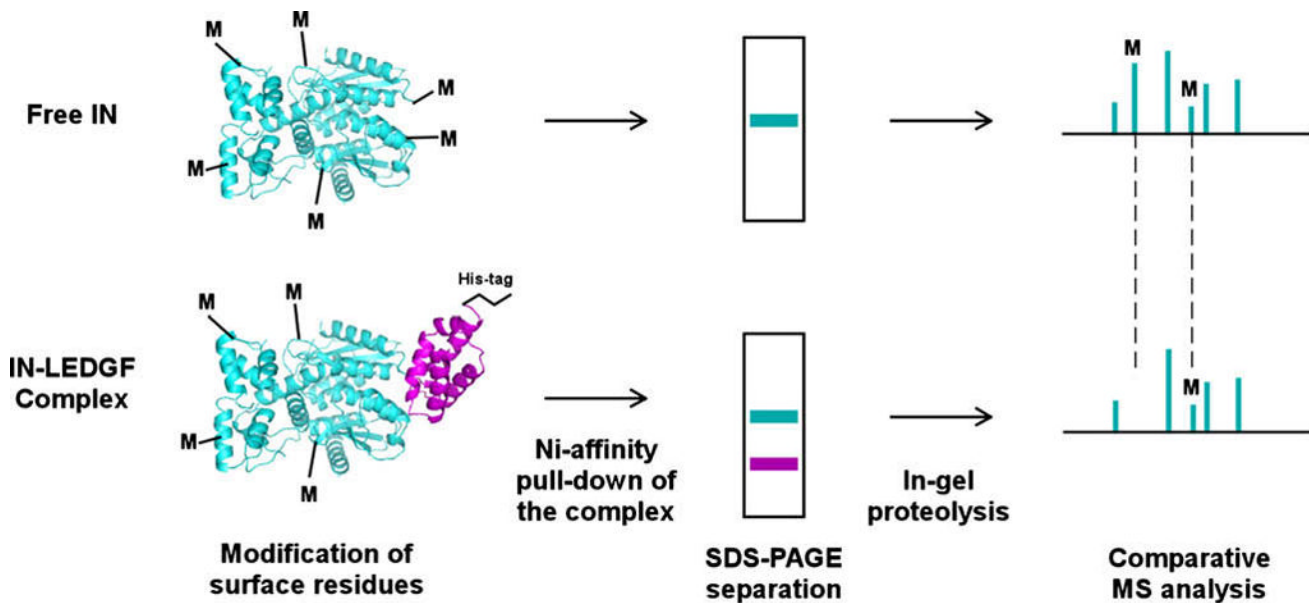 M
M
M
M
M
M
Free IN
M
M
His-tag
M
M
M
M
IN-LEDGF
Complex
M
Ni-affinity
pull-down of
the complex
In-gel
proteolysis
Modification of
surface residues
SDS-PAGE
separation
Comparative
MS analysis